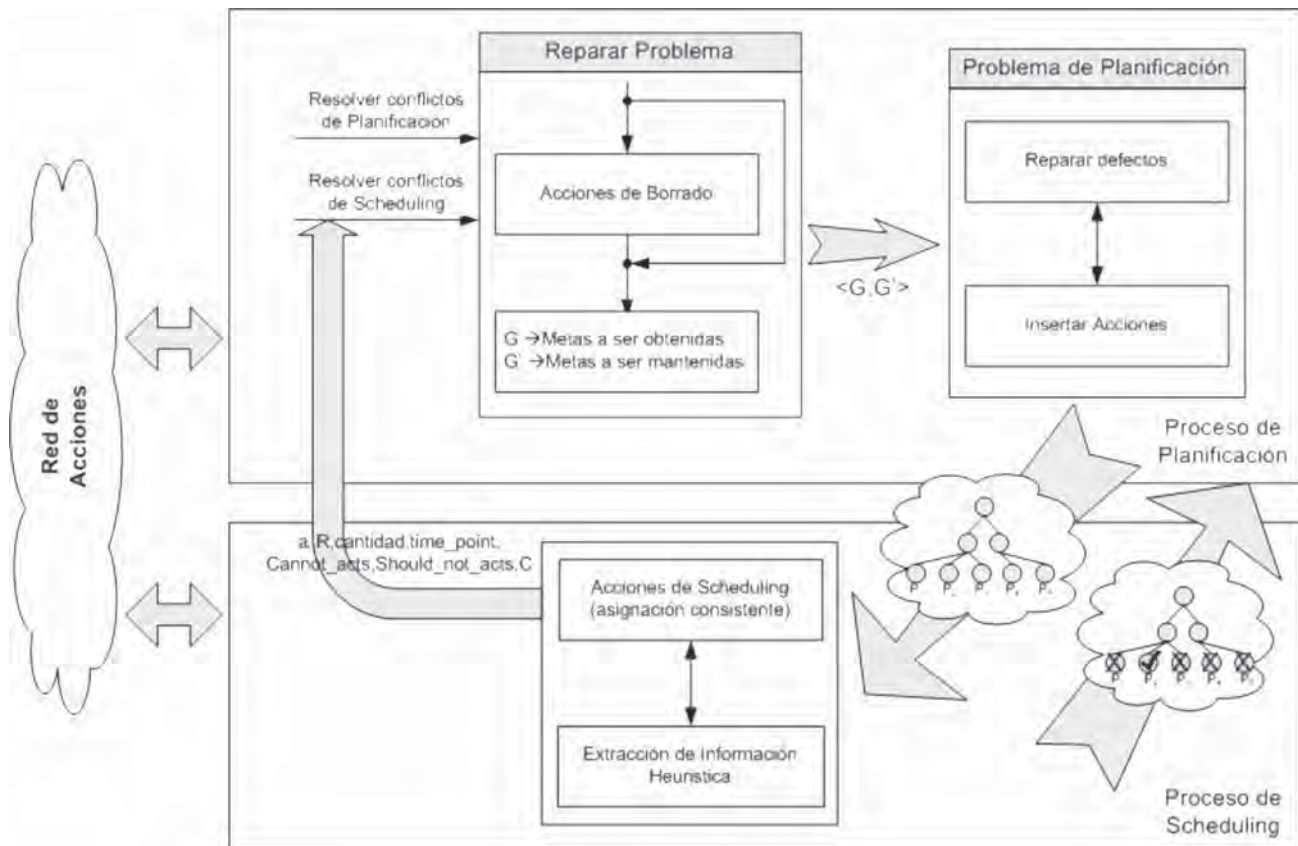 Reparar Problema
Problema de Planificación
Resolver conflictos
de Planificación
Resolver conflictos
de Scheduling
Acciones de Borrado
Reparar defectos
<G,G'>
Insertar Acciones
G →Metas a ser obtenidas
G' →Metas a ser mantenidas
Red de
Acciones
Proceso de
Planificación
a,R,cantidad,time_point,
Cannot_acts,Should_not_acts,C
Acciones de Scheduling
(asignación consistente)
Extracción de Información
Heurística
Proceso de
Scheduling